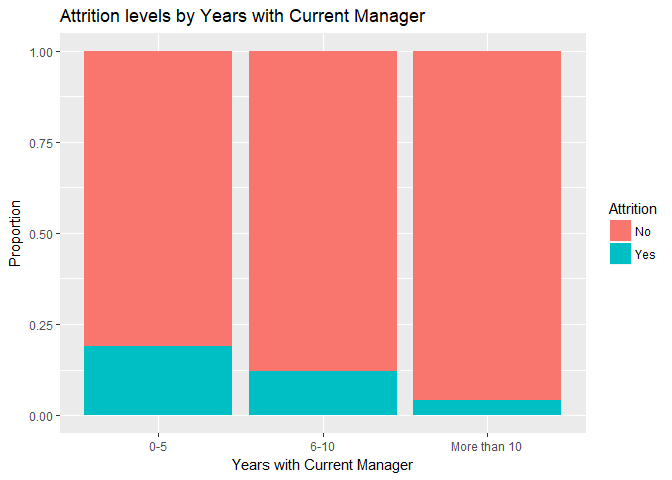 Attrition levels by Years with Current Manager
1.00
0.75
0.50
0.25
0.00
Proportion
0-5
6-10
More than 10
Years with Current Manager
Attrition
No
Yes